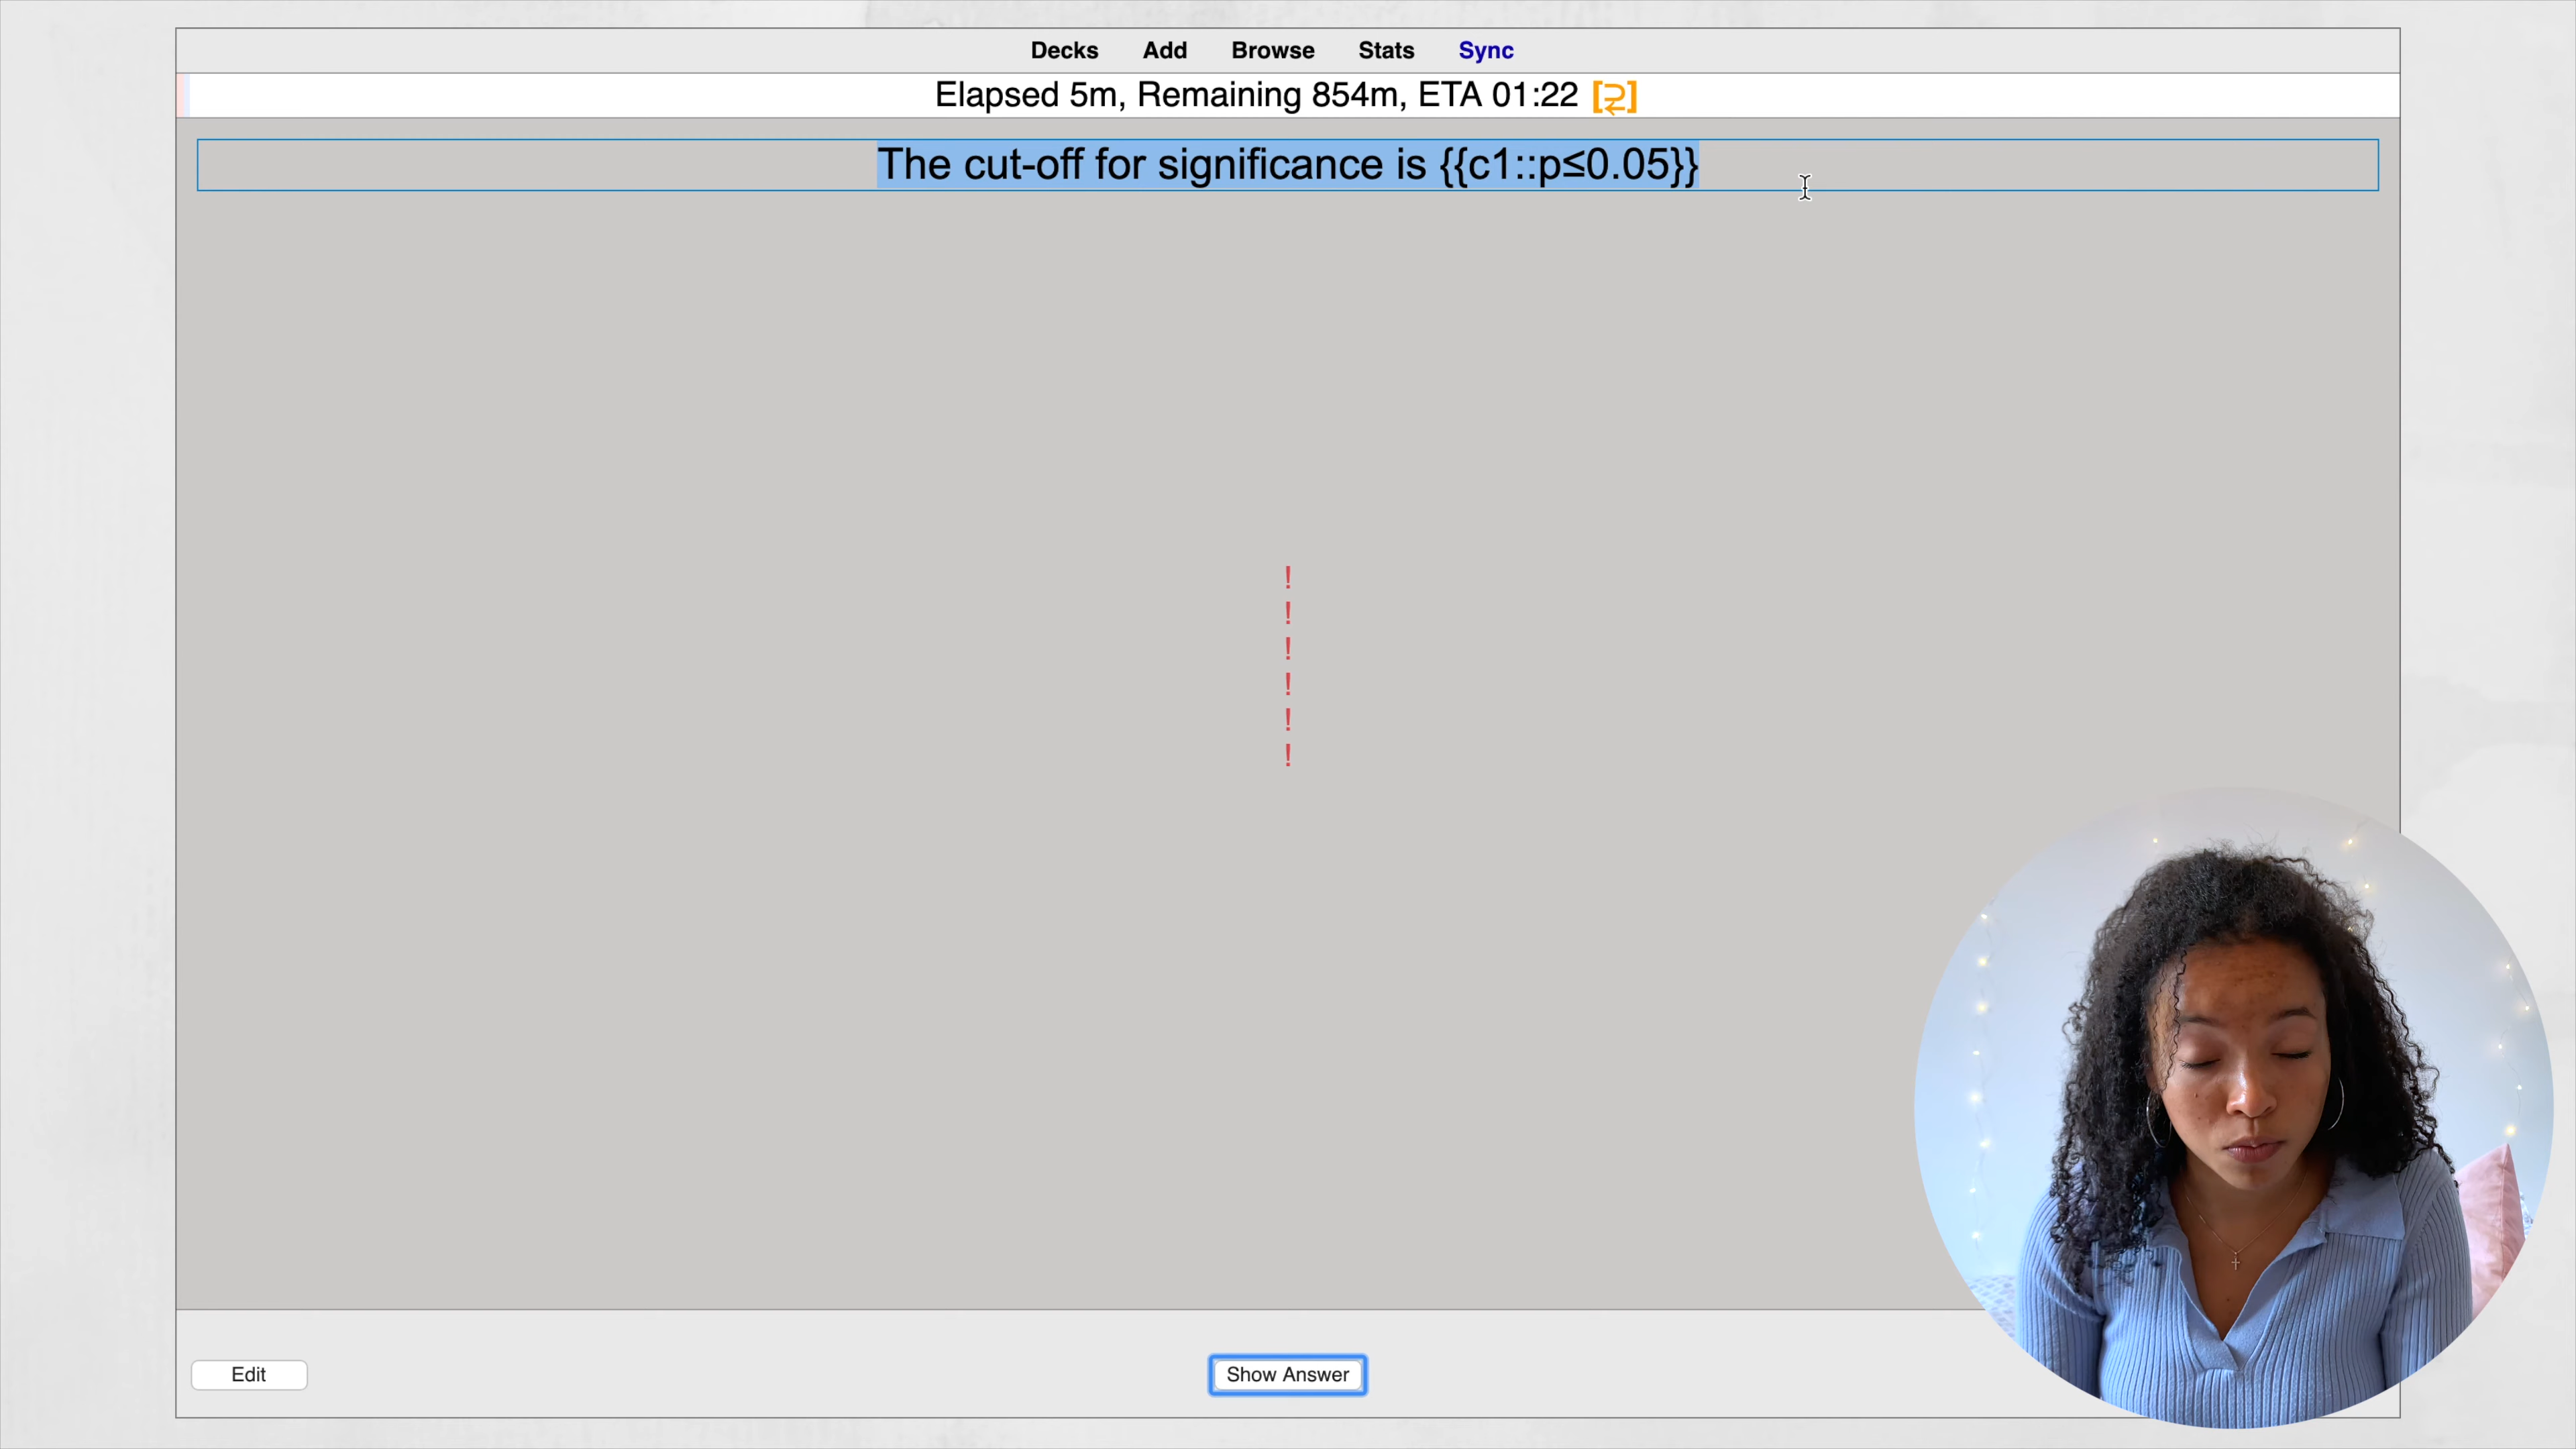 Decks Add Browse Stats Sync
Elapsed 5m, Remaining 854m, ETA 01:22 [⊋]
The cut-off for significance is {{c1::p≤0.05}}
!
!
!
!
!
!
Edit Show Answer